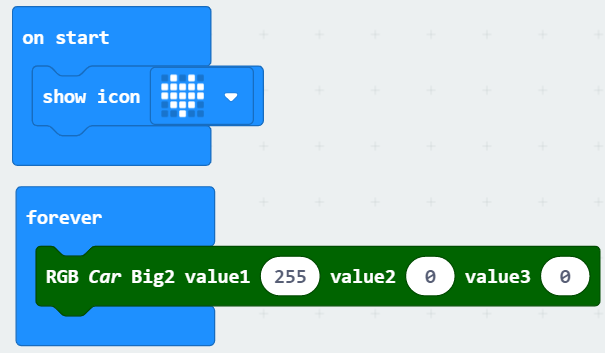 on start
show icon
forever
RGB Car Big2 value1 255 value2 0 value3 0